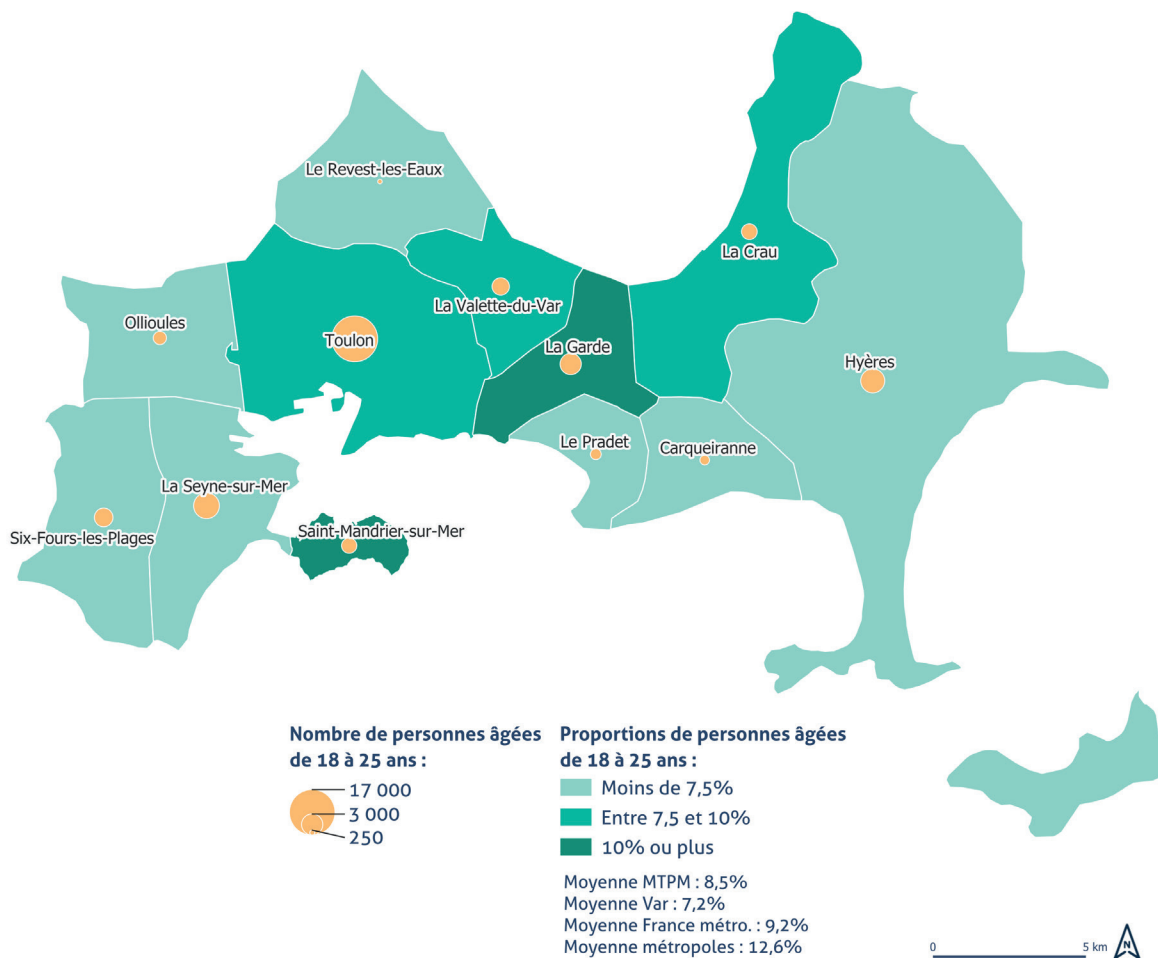 Le Revest-les-Eaux
La Crau
La Valette-du-Var
Ollioules
Toulon
La Garde
Hyères
Le Pradet
Carqueiranne
La Seyne-sur-Mer
Saint-Mandrier-sur-Mer
Six-Fours-les-Plages
Nombre de personnes âgées
de 18 à 25 ans :
17 000
3 000
250
Proportions de personnes âgées
de 18 à 25 ans :
Moins de 7,5%
Entre 7,5 et 10%
10% ou plus
Moyenne MTPM : 8,5%
Moyenne Var : 7,2%
Moyenne France métro. : 9,2%
Moyenne métropoles : 12,6%
0 5 km
N